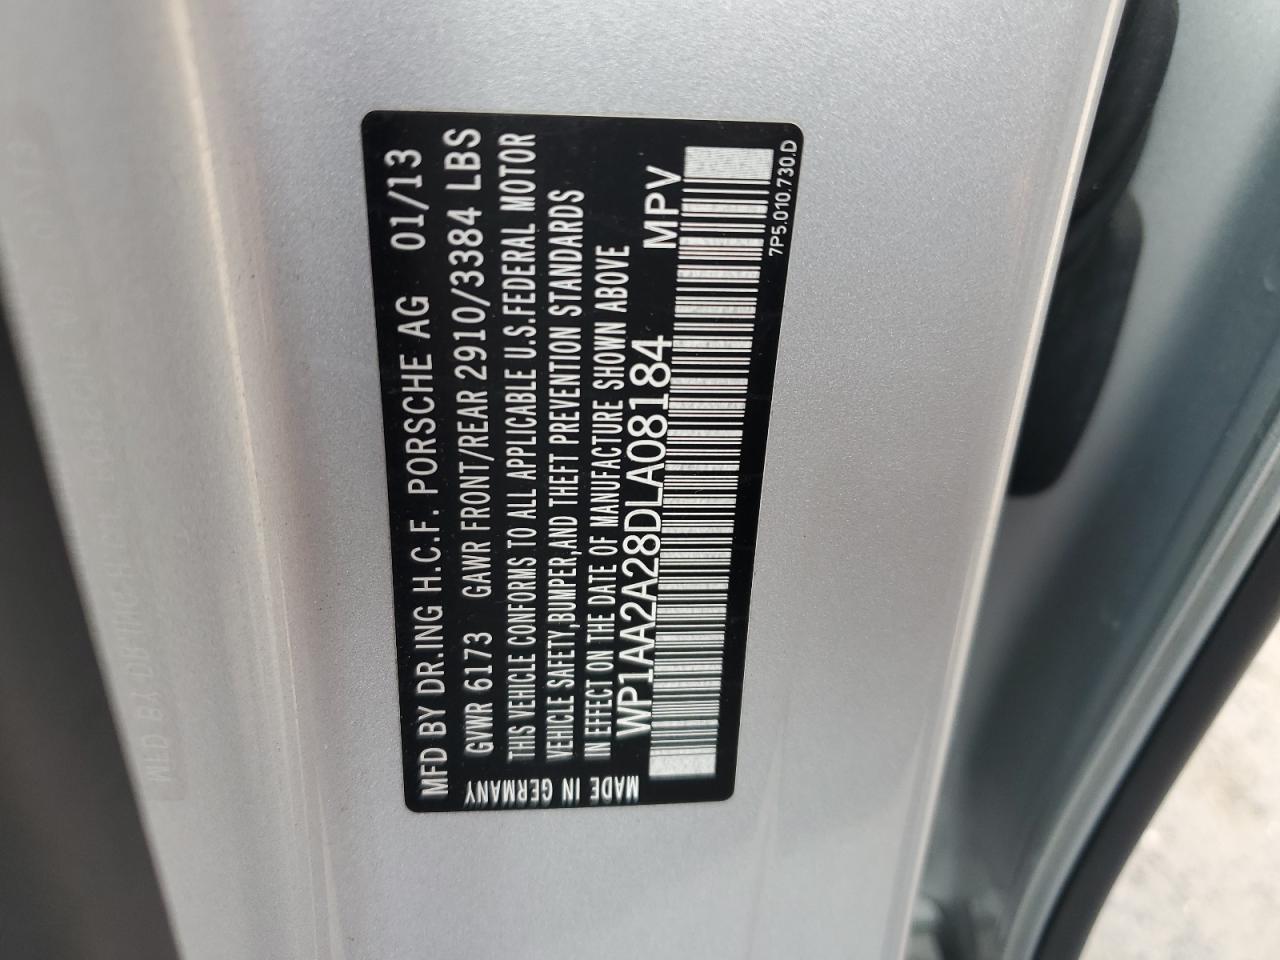 MFD BY DR.ING H.C.F. PORSCHE AG 01/13
GVWR 6173 GAWR FRONT/REAR 2910/3384 LBS
THIS VEHICLE CONFORMS TO ALL APPLICABLE U.S.FEDERAL MOTOR
VEHICLE SAFETY,BUMPER,AND THEFT PREVENTION STANDARDS
IN EFFECT ON THE DATE OF MANUFACTURE SHOWN ABOVE
WP1AA2A28DLA08184 MPV
7P5.010.730.D
MADE IN GERMANY